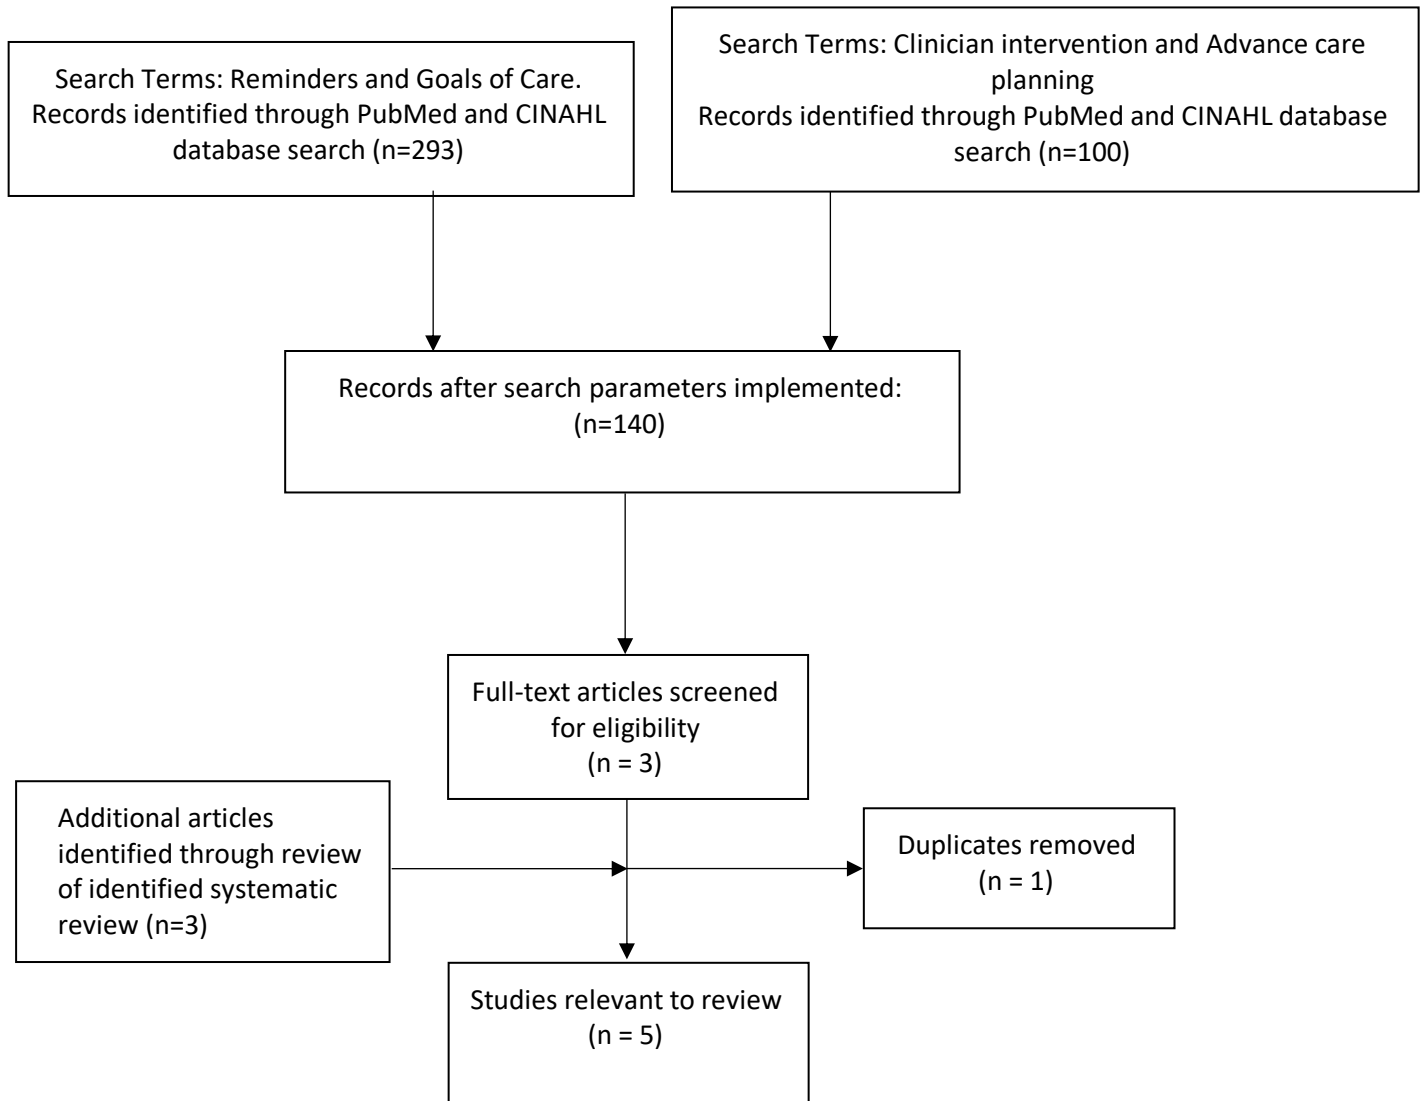 Search Terms: Reminders and Goals of Care.
Records identified through PubMed and CINAHL
database search (n=293)
Search Terms: Clinician intervention and Advance care
planning
Records identified through PubMed and CINAHL database
search (n=100)
Records after search parameters implemented:
(n=140)
Full-text articles screened
for eligibility
(n = 3)
Additional articles
identified through review
of identified systematic
review (n=3)
Duplicates removed
(n = 1)
Studies relevant to review
(n = 5)